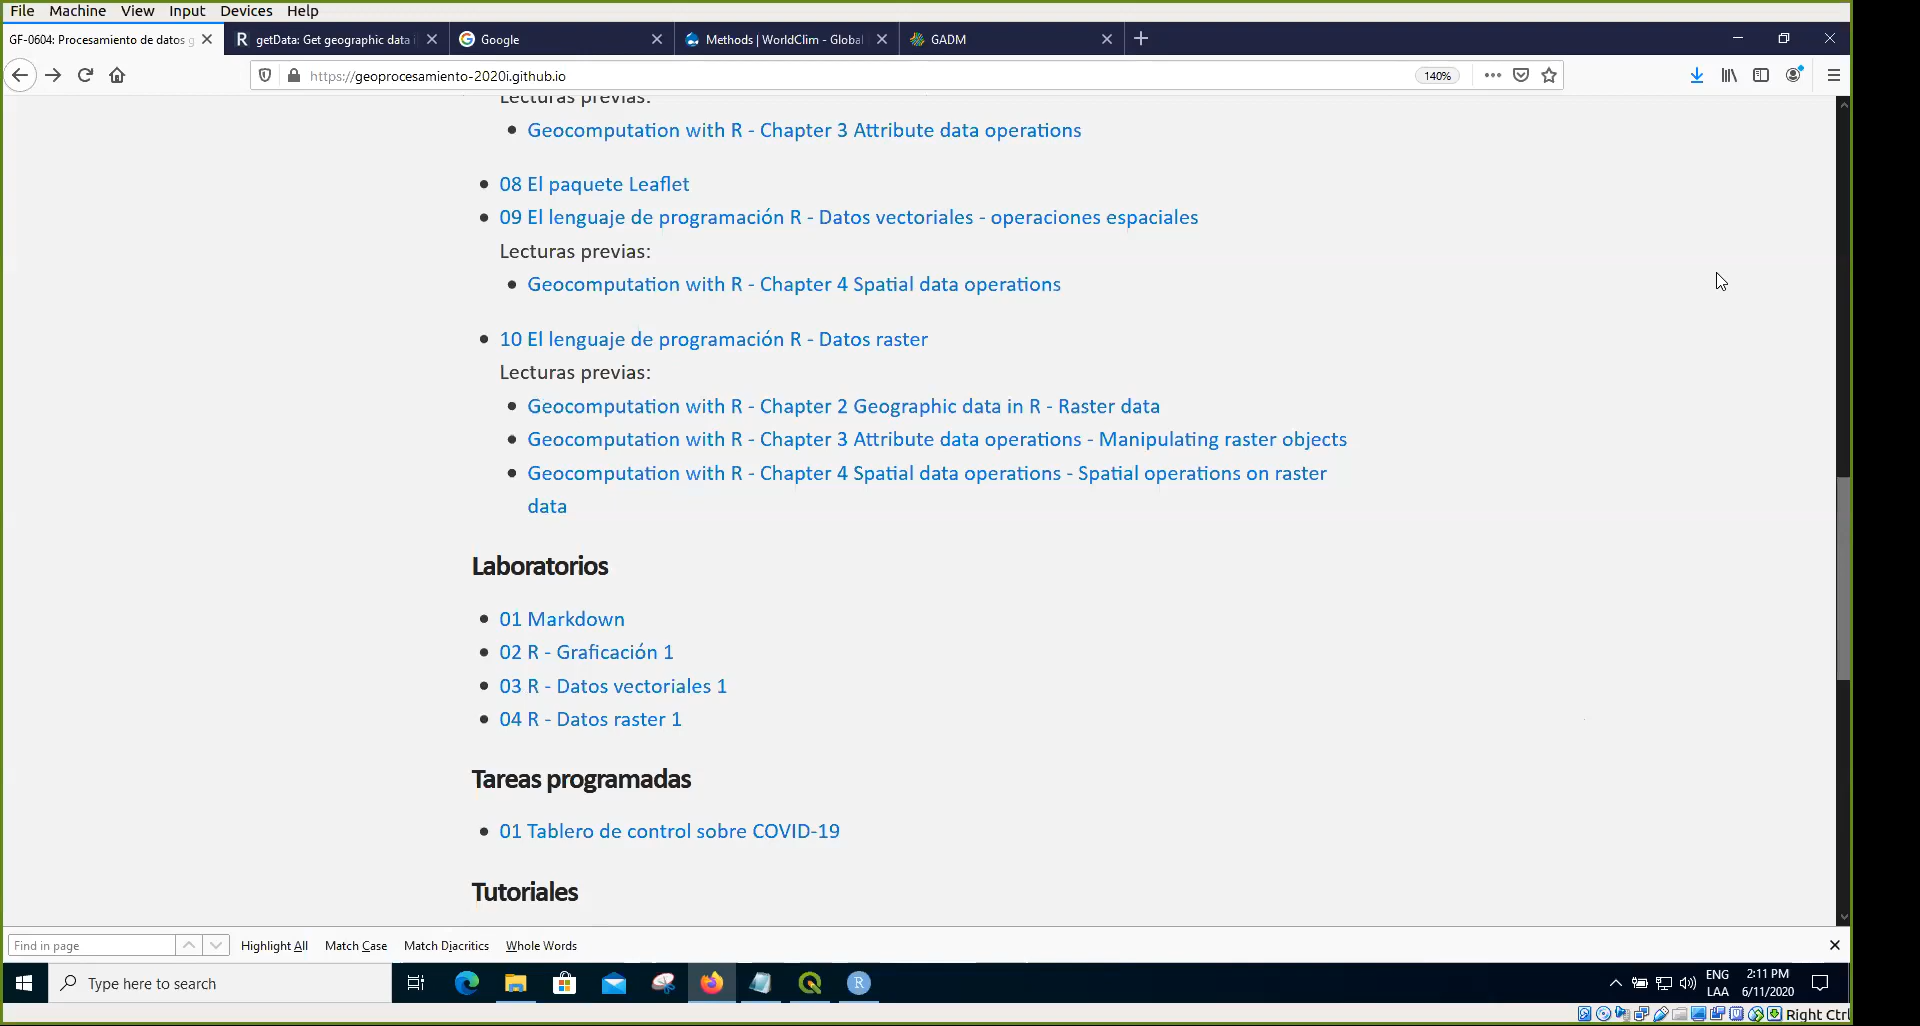 File Machine View Input Devices Help
GF-0604: Procesamiento de datos g
getData: Get geographic data i
Google
Methods | WorldClim - Global
GADM
https://geoprocesamiento-2020i.github.io
140%
Lecturas previas:
Geocomputation with R - Chapter 3 Attribute data operations
08 El paquete Leaflet
09 El lenguaje de programación R - Datos vectoriales - operaciones espaciales
Lecturas previas:
Geocomputation with R - Chapter 4 Spatial data operations
10 El lenguaje de programación R - Datos raster
Lecturas previas:
Geocomputation with R - Chapter 2 Geographic data in R - Raster data
Geocomputation with R - Chapter 3 Attribute data operations - Manipulating raster objects
Geocomputation with R - Chapter 4 Spatial data operations - Spatial operations on raster
data
Laboratorios
01 Markdown
02 R - Graficación 1
03 R - Datos vectoriales 1
04 R - Datos raster 1
Tareas programadas
01 Tablero de control sobre COVID-19
Tutoriales
Find in page
Highlight All Match Case Match Diacritics Whole Words
Type here to search
ENG
LAA
2:11 PM
6/11/2020
Right Ctrl